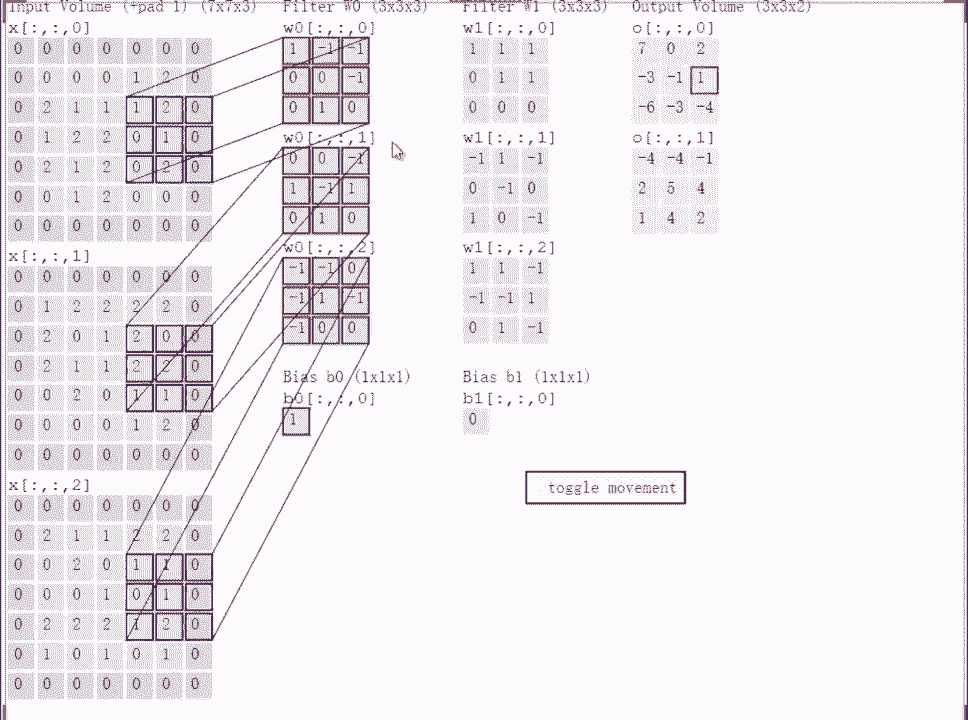 Input Volume (+pad 1) (7x7x3)
x[:,:,0]
0 0 0 0 0 0 0
0 0 0 0 1 2 0
0 2 1 1 1 2 0
0 1 2 2 0 1 0
0 2 1 2 0 2 0
0 0 1 2 0 0 0
0 0 0 0 0 0 0
x[:,:,1]
0 0 0 0 0 0 0
0 1 2 2 2 2 0
0 2 0 1 2 0 0
0 2 1 1 2 2 0
0 0 2 0 1 1 0
0 0 0 0 1 2 0
0 0 0 0 0 0 0
x[:,:,2]
0 0 0 0 0 0 0
0 2 1 1 2 2 0
0 0 2 0 1 1 0
0 0 0 1 0 1 0
0 2 2 2 1 2 0
0 1 0 1 0 1 0
0 0 0 0 0 0 0
Filter W0 (3x3x3)
w0[:,:,0]
1 -1 -1
0 0 -1
0 1 0
w0[:,:,1]
0 0 -1
1 -1 1
0 1 0
w0[:,:,2]
-1 -1 0
-1 1 -1
-1 0 0
Bias b0 (1x1x1)
b0[:,:,0]
1
Filter W1 (3x3x3)
w1[:,:,0]
1 1 1
0 1 1
0 0 0
w1[:,:,1]
-1 1 -1
0 -1 0
1 0 -1
w1[:,:,2]
1 1 -1
-1 -1 1
0 1 -1
Bias b1 (1x1x1)
b1[:,:,0]
0
Output Volume (3x3x2)
o[:,:,0]
7 0 2
-3 -1 1
-6 -3 -4
o[:,:,1]
-4 -4 -1
2 5 4
1 4 2
toggle movement